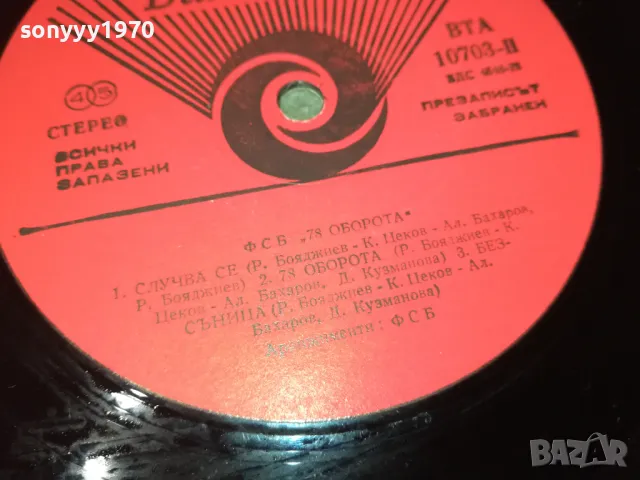 sonyyy1970
ВТА
10703-II
45
СТЕРЕО
ВСИЧКИ
ПРАВА
ЗАПАЗЕНИ
ПРЕЗАПИСЪТ
ЗАБРАНЕН
ФСБ „78 ОБОРОТА"
1. СЛУЧВА СЕ (Р. Бояджиев - К. Цеков - Ал. Бахаров,
Р. Бояджиев) 2. 78 ОБОРОТА (Р. Бояджиев - К.
Цеков - Ал. Бахаров, Д. Кузманова) 3. БЕЗ-
СЪНИЦА (Р. Бояджиев - К. Цеков - Ал.
Бахаров, Д. Кузманова)
Аранжименти: ФСБ
BAZAR